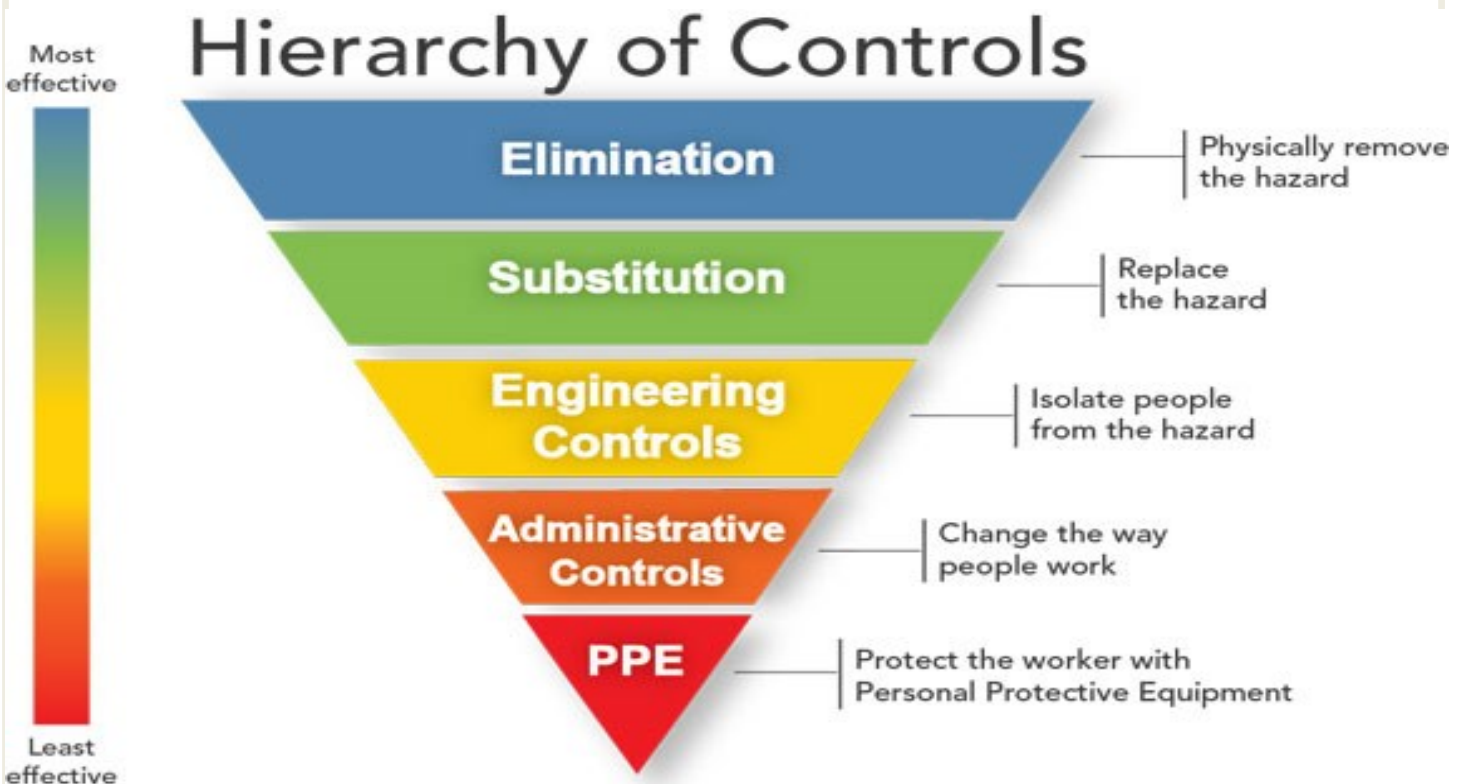 Hierarchy of Controls
Most
effective
Elimination
Physically remove
the hazard
Substitution
Replace
the hazard
Engineering
Controls
Isolate people
from the hazard
Administrative
Controls
Change the way
people work
PPE
Protect the worker with
Personal Protective Equipment
Least
effective